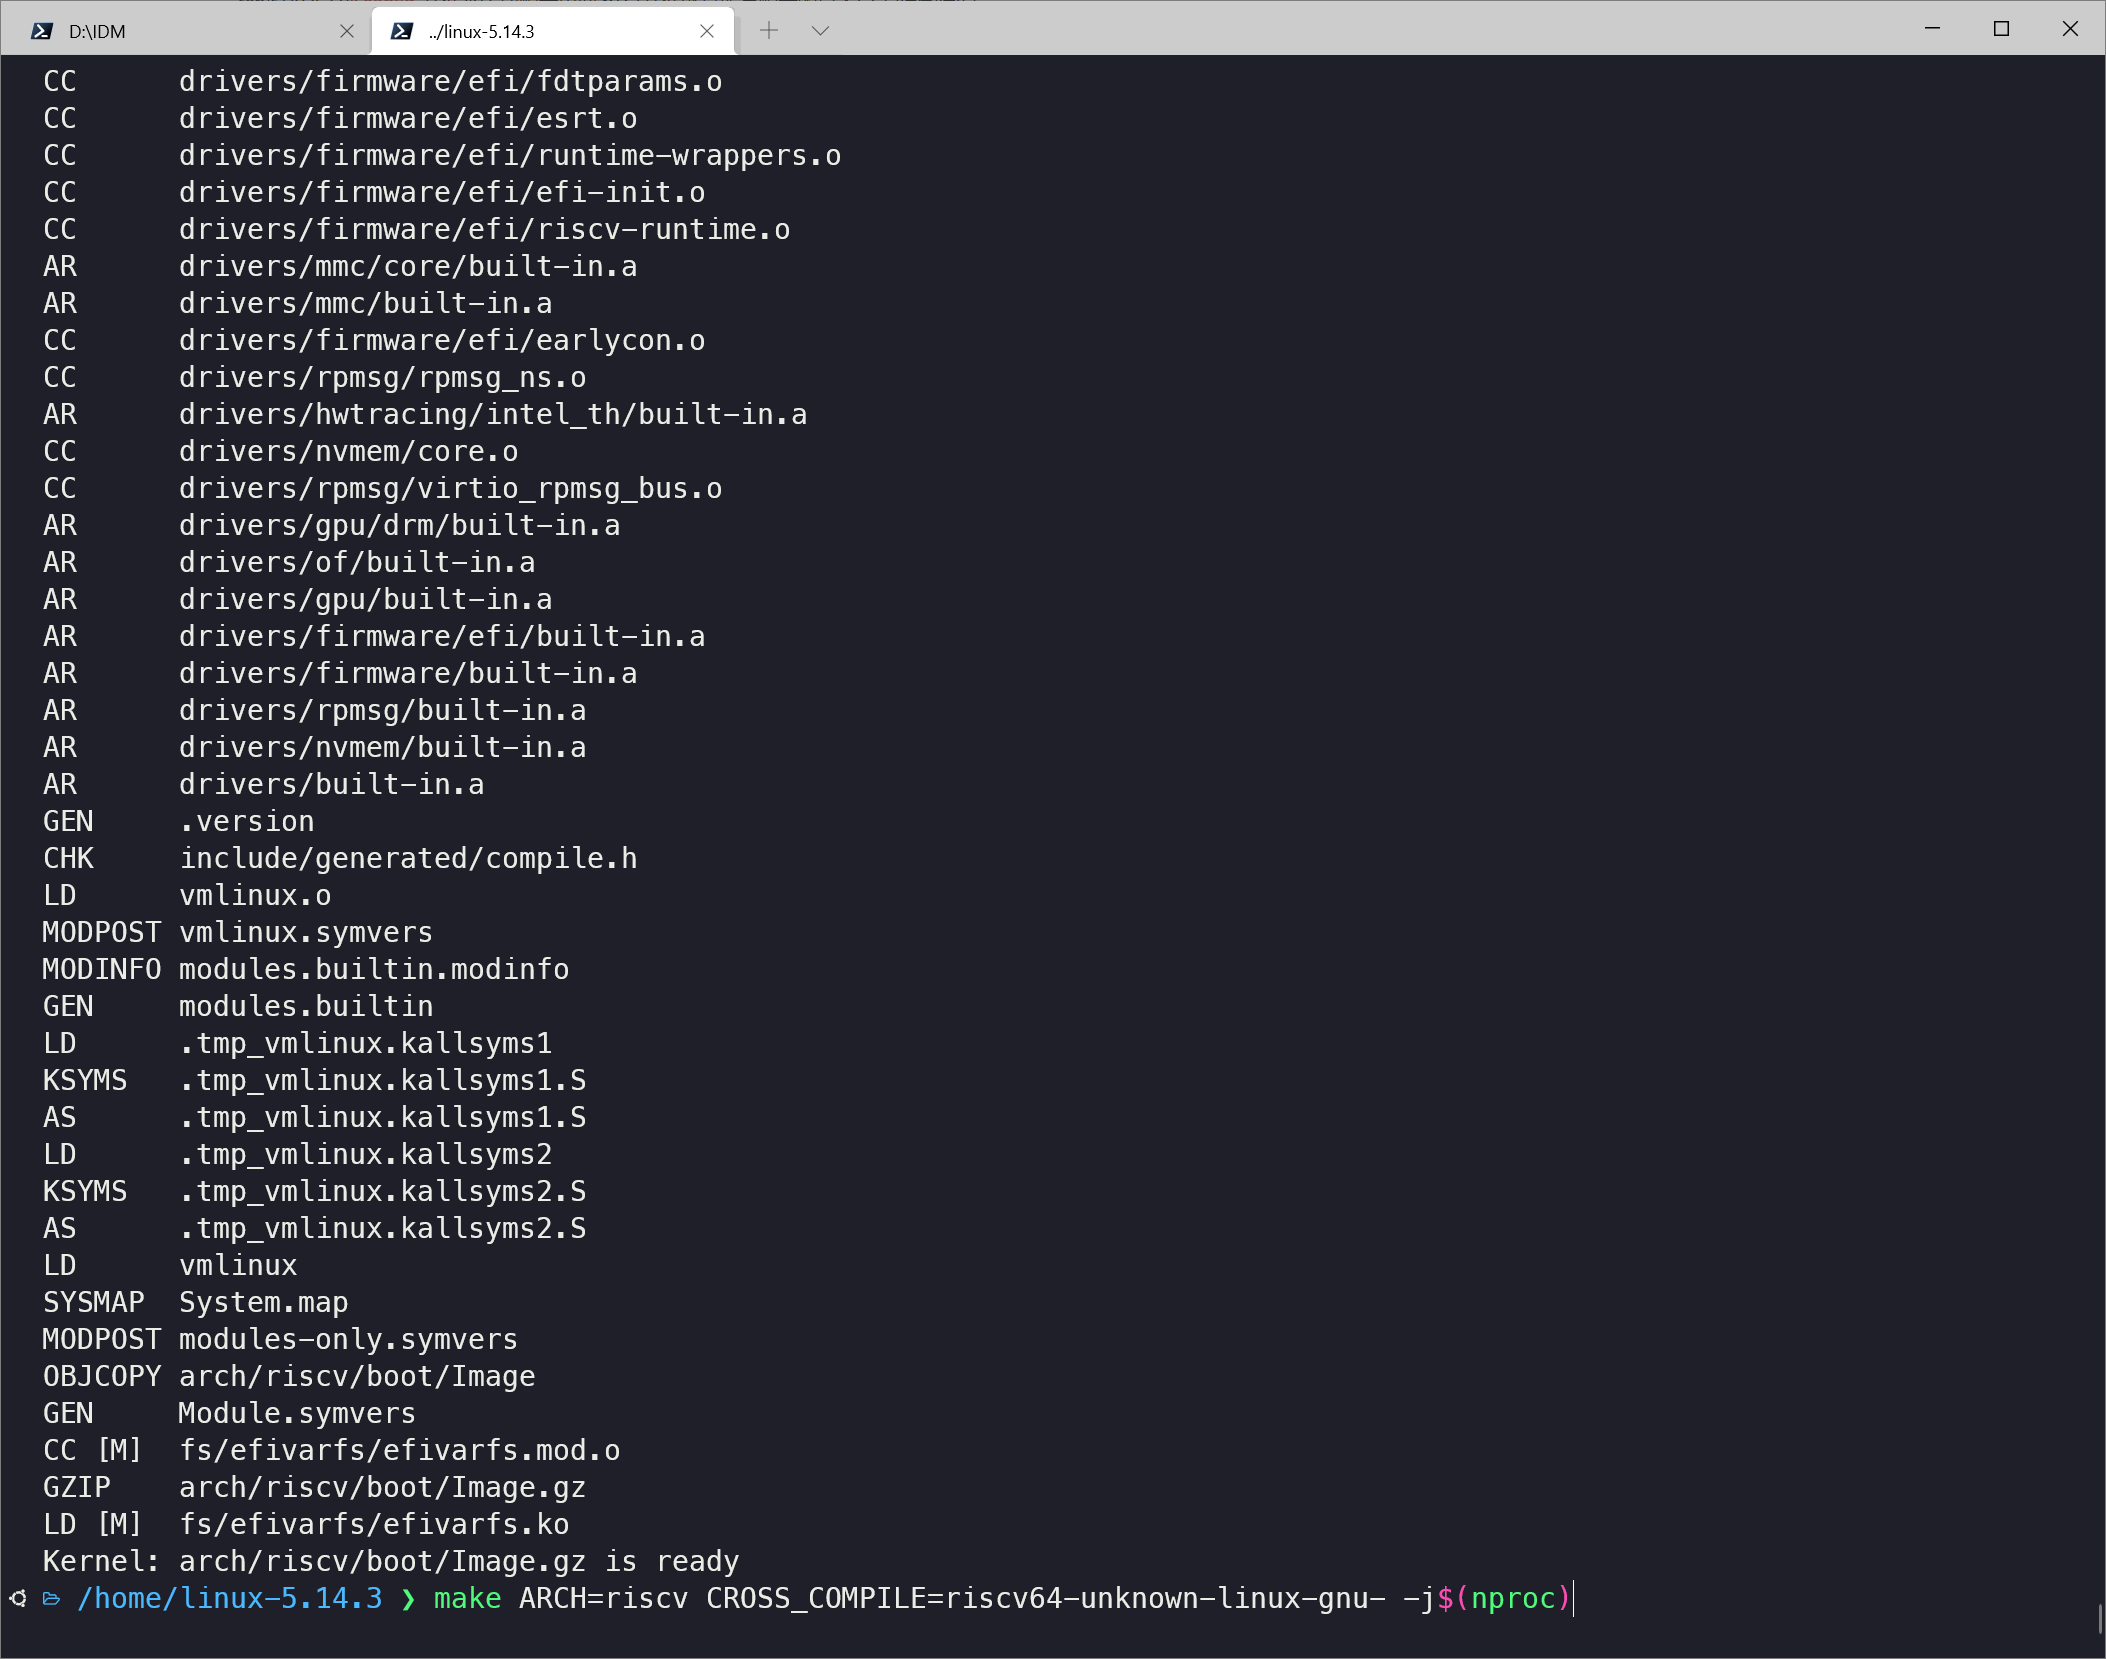 D:\IDM
../linux-5.14.3
CC drivers/firmware/efi/fdtparams.o
CC drivers/firmware/efi/esrt.o
CC drivers/firmware/efi/runtime-wrappers.o
CC drivers/firmware/efi/efi-init.o
CC drivers/firmware/efi/riscv-runtime.o
AR drivers/mmc/core/built-in.a
AR drivers/mmc/built-in.a
CC drivers/firmware/efi/earlycon.o
CC drivers/rpmsg/rpmsg_ns.o
AR drivers/hwtracing/intel_th/built-in.a
CC drivers/nvmem/core.o
CC drivers/rpmsg/virtio_rpmsg_bus.o
AR drivers/gpu/drm/built-in.a
AR drivers/of/built-in.a
AR drivers/gpu/built-in.a
AR drivers/firmware/efi/built-in.a
AR drivers/firmware/built-in.a
AR drivers/rpmsg/built-in.a
AR drivers/nvmem/built-in.a
AR drivers/built-in.a
GEN .version
CHK include/generated/compile.h
LD vmlinux.o
MODPOST vmlinux.symvers
MODINFO modules.builtin.modinfo
GEN modules.builtin
LD .tmp_vmlinux.kallsyms1
KSYMS .tmp_vmlinux.kallsyms1.S
AS .tmp_vmlinux.kallsyms1.S
LD .tmp_vmlinux.kallsyms2
KSYMS .tmp_vmlinux.kallsyms2.S
AS .tmp_vmlinux.kallsyms2.S
LD vmlinux
SYSMAP System.map
MODPOST modules-only.symvers
OBJCOPY arch/riscv/boot/Image
GEN Module.symvers
CC [M] fs/efivarfs/efivarfs.mod.o
GZIP arch/riscv/boot/Image.gz
LD [M] fs/efivarfs/efivarfs.ko
Kernel: arch/riscv/boot/Image.gz is ready
/home/linux-5.14.3 ❯ make ARCH=riscv CROSS_COMPILE=riscv64-unknown-linux-gnu- -j$(nproc)